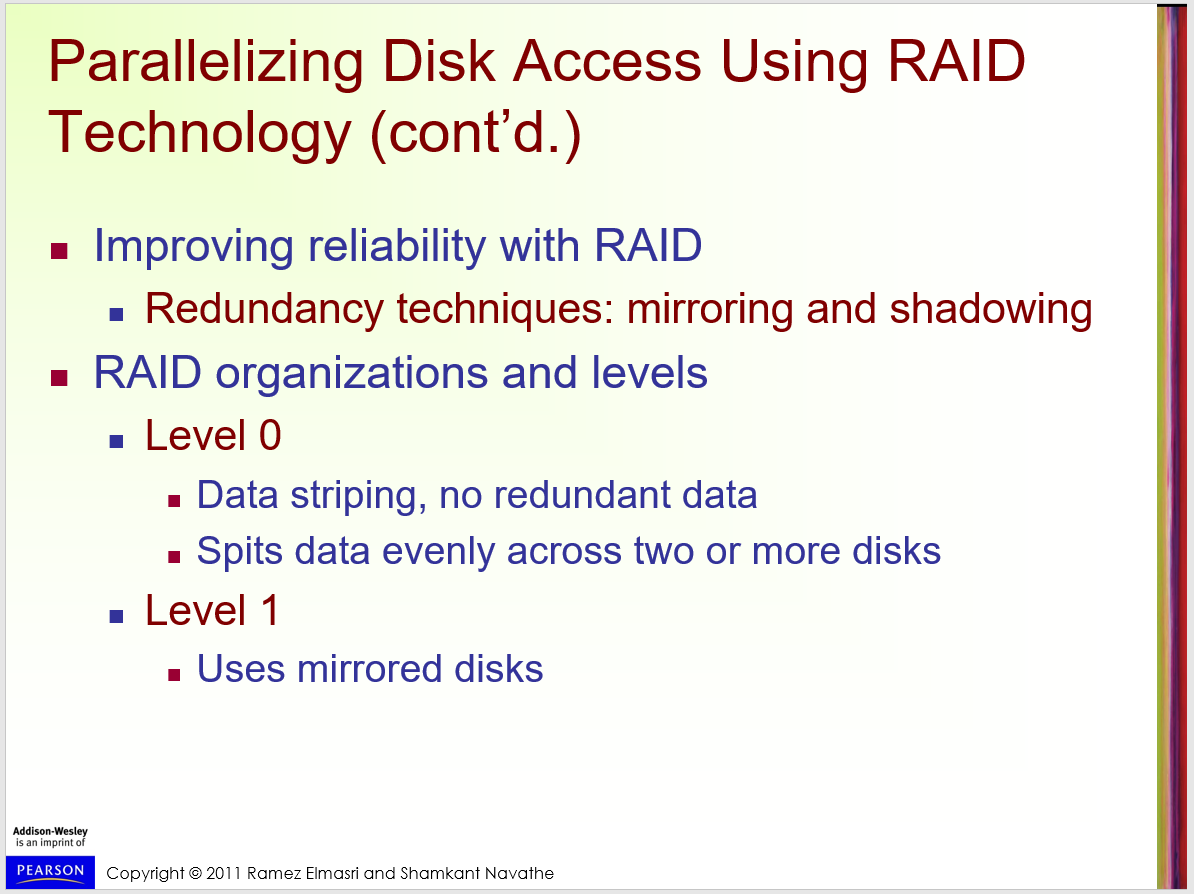 Parallelizing Disk Access Using RAID
Technology (cont’d.)
Improving reliability with RAID
Redundancy techniques: mirroring and shadowing
RAID organizations and levels
Level 0
Data striping, no redundant data
Spits data evenly across two or more disks
Level 1
Uses mirrored disks
Addison-Wesley
is an imprint of
PEARSON
Copyright © 2011 Ramez Elmasri and Shamkant Navathe